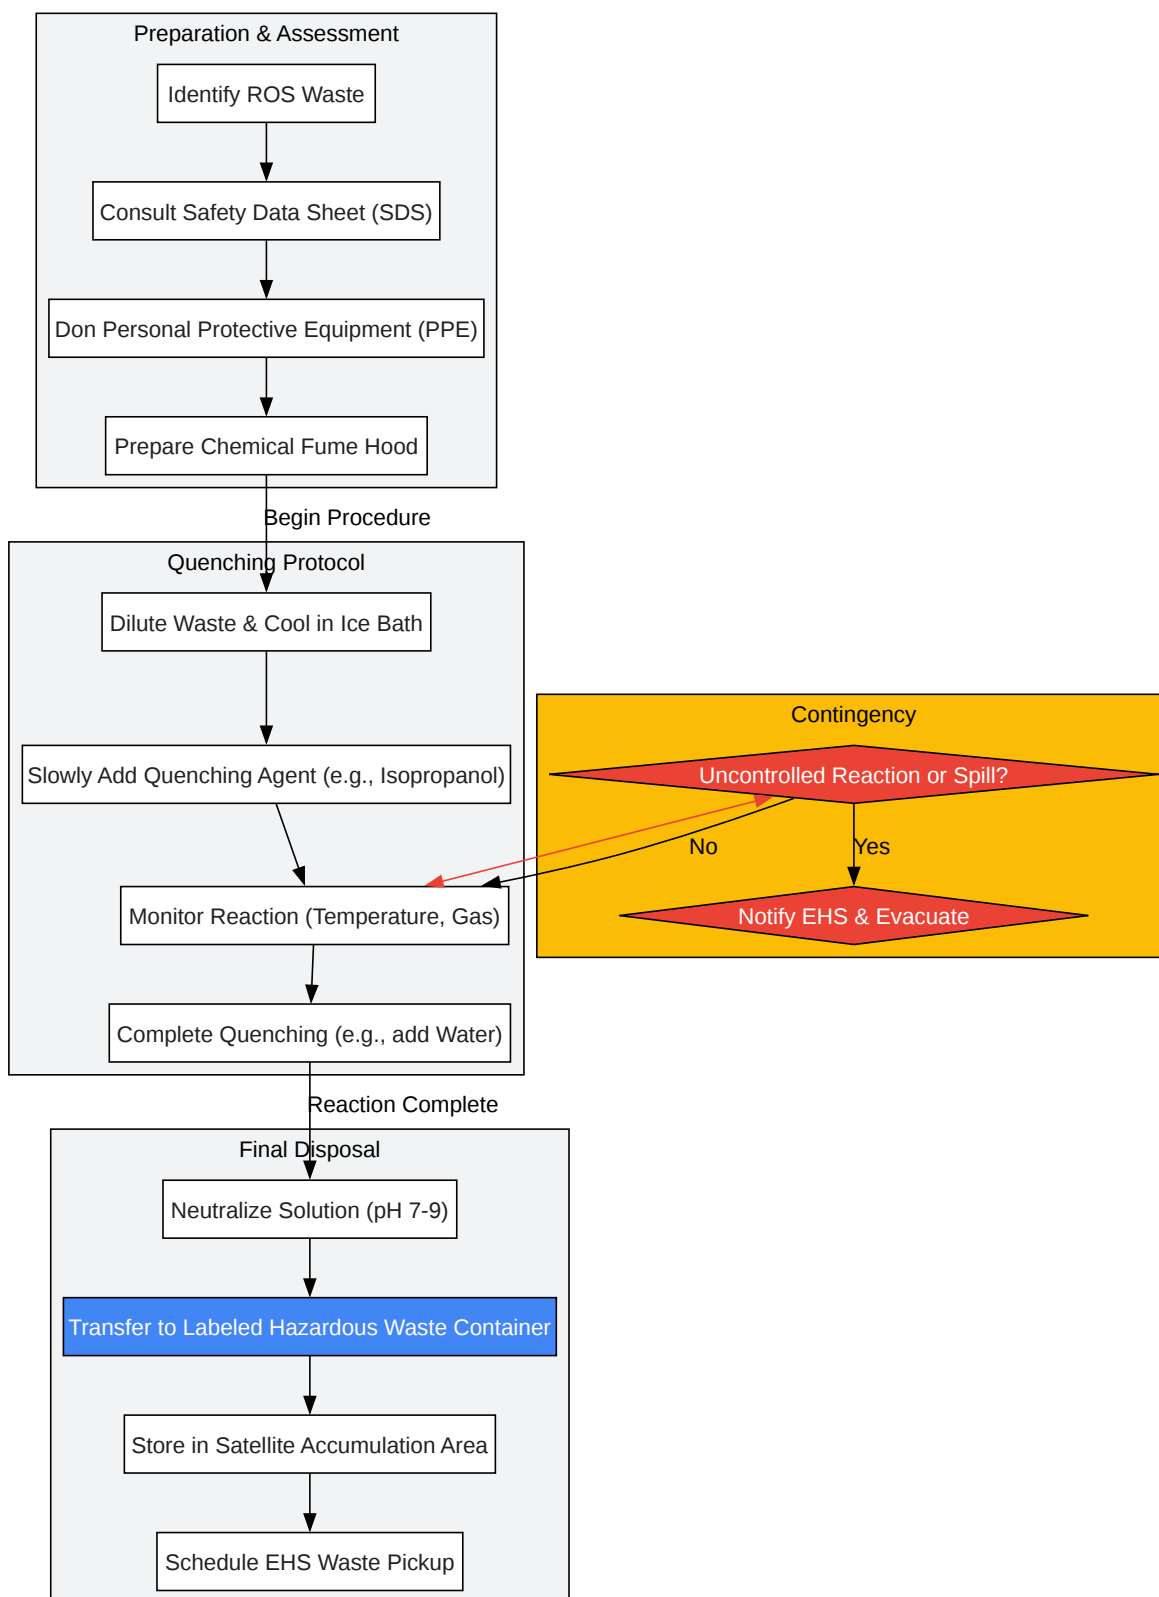 Preparation & Assessment
Identify ROS Waste
Consult Safety Data Sheet (SDS)
Don Personal Protective Equipment (PPE)
Prepare Chemical Fume Hood
Begin Procedure
Quenching Protocol
Dilute Waste & Cool in Ice Bath
Slowly Add Quenching Agent (e.g., Isopropanol)
Monitor Reaction (Temperature, Gas)
Complete Quenching (e.g., add Water)
Contingency
Uncontrolled Reaction or Spill?
No
Yes
Notify EHS & Evacuate
Reaction Complete
Final Disposal
Neutralize Solution (pH 7-9)
Transfer to Labeled Hazardous Waste Container
Store in Satellite Accumulation Area
Schedule EHS Waste Pickup